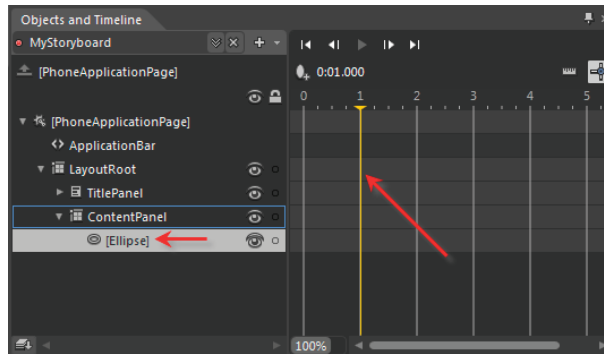 Objects and Timeline
MyStoryboard
[PhoneApplicationPage]
0:01.000
0 1 2 3 4 5
[PhoneApplicationPage]
ApplicationBar
LayoutRoot
TitlePanel
ContentPanel
[Ellipse]
100%